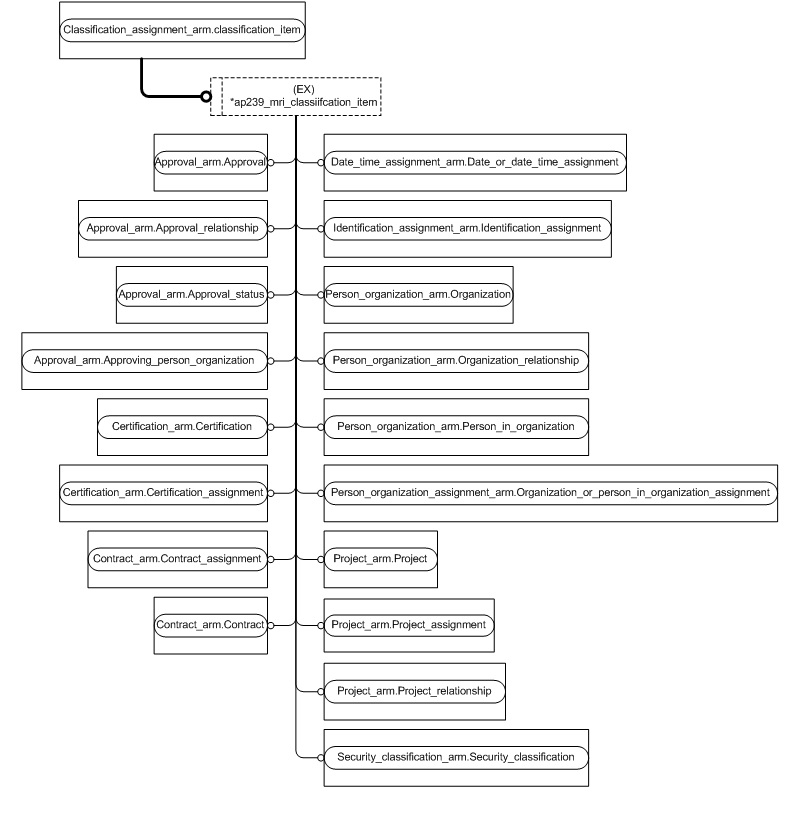 Classification_assignment_arm.classification_item
(EX)
*ap239_mri_classiifcation_item
Approval_arm.Approval
Date_time_assignment_arm.Date_or_date_time_assignment
Approval_arm.Approval_relationship
Identification_assignment_arm.Identification_assignment
Approval_arm.Approval_status
Person_organization_arm.Organization
Approval_arm.Approving_person_organization
Person_organization_arm.Organization_relationship
Certification_arm.Certification
Person_organization_arm.Person_in_organization
Certification_arm.Certification_assignment
Person_organization_assignment_arm.Organization_or_person_in_organization_assignment
Contract_arm.Contract_assignment
Project_arm.Project
Contract_arm.Contract
Project_arm.Project_assignment
Project_arm.Project_relationship
Security_classification_arm.Security_classification